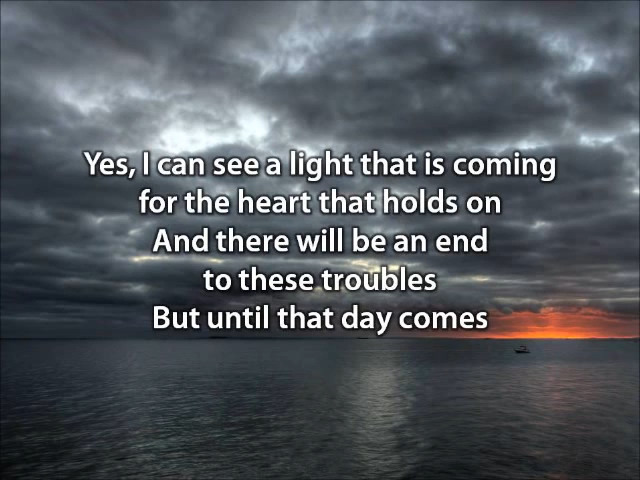 Yes, I can see a light that is coming
for the heart that holds on
And there will be an end
to these troubles
But until that day comes